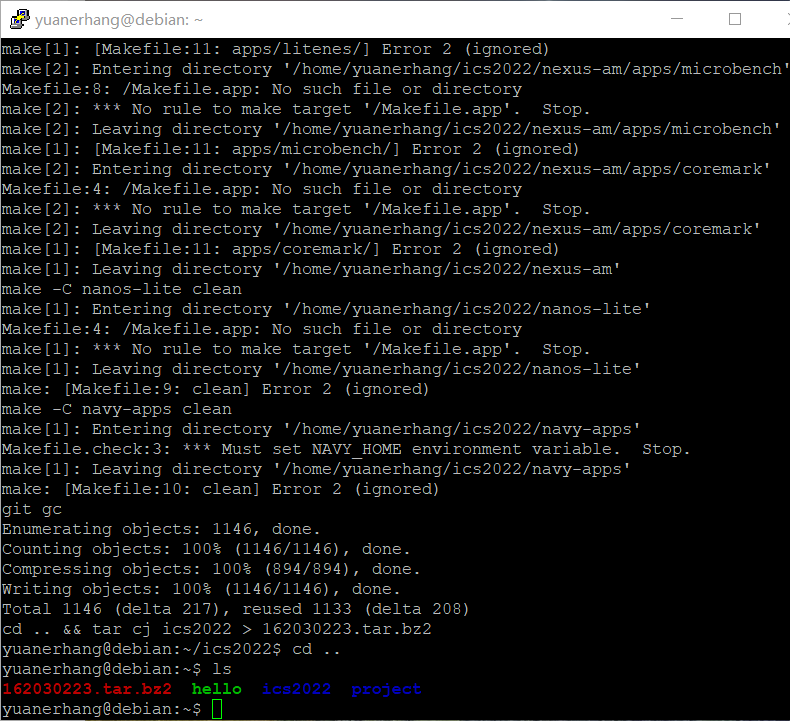 yuanerhang@debian: ~
make[1]: [Makefile:11: apps/litenes/] Error 2 (ignored)
make[2]: Entering directory '/home/yuanerhang/ics2022/nexus-am/apps/microbench'
Makefile:8: /Makefile.app: No such file or directory
make[2]: *** No rule to make target '/Makefile.app'.  Stop.
make[2]: Leaving directory '/home/yuanerhang/ics2022/nexus-am/apps/microbench'
make[1]: [Makefile:11: apps/microbench/] Error 2 (ignored)
make[2]: Entering directory '/home/yuanerhang/ics2022/nexus-am/apps/coremark'
Makefile:4: /Makefile.app: No such file or directory
make[2]: *** No rule to make target '/Makefile.app'.  Stop.
make[2]: Leaving directory '/home/yuanerhang/ics2022/nexus-am/apps/coremark'
make[1]: [Makefile:11: apps/coremark/] Error 2 (ignored)
make[1]: Leaving directory '/home/yuanerhang/ics2022/nexus-am'
make -C nanos-lite clean
make[1]: Entering directory '/home/yuanerhang/ics2022/nanos-lite'
Makefile:4: /Makefile.app: No such file or directory
make[1]: *** No rule to make target '/Makefile.app'.  Stop.
make[1]: Leaving directory '/home/yuanerhang/ics2022/nanos-lite'
make: [Makefile:9: clean] Error 2 (ignored)
make -C navy-apps clean
make[1]: Entering directory '/home/yuanerhang/ics2022/navy-apps'
Makefile.check:3: *** Must set NAVY_HOME environment variable.  Stop.
make[1]: Leaving directory '/home/yuanerhang/ics2022/navy-apps'
make: [Makefile:10: clean] Error 2 (ignored)
git gc
Enumerating objects: 1146, done.
Counting objects: 100% (1146/1146), done.
Compressing objects: 100% (894/894), done.
Writing objects: 100% (1146/1146), done.
Total 1146 (delta 217), reused 1133 (delta 208)
cd .. && tar cj ics2022 > 162030223.tar.bz2
yuanerhang@debian:~/ics2022$ cd ..
yuanerhang@debian:~$ ls
162030223.tar.bz2  hello  ics2022  project
yuanerhang@debian:~$